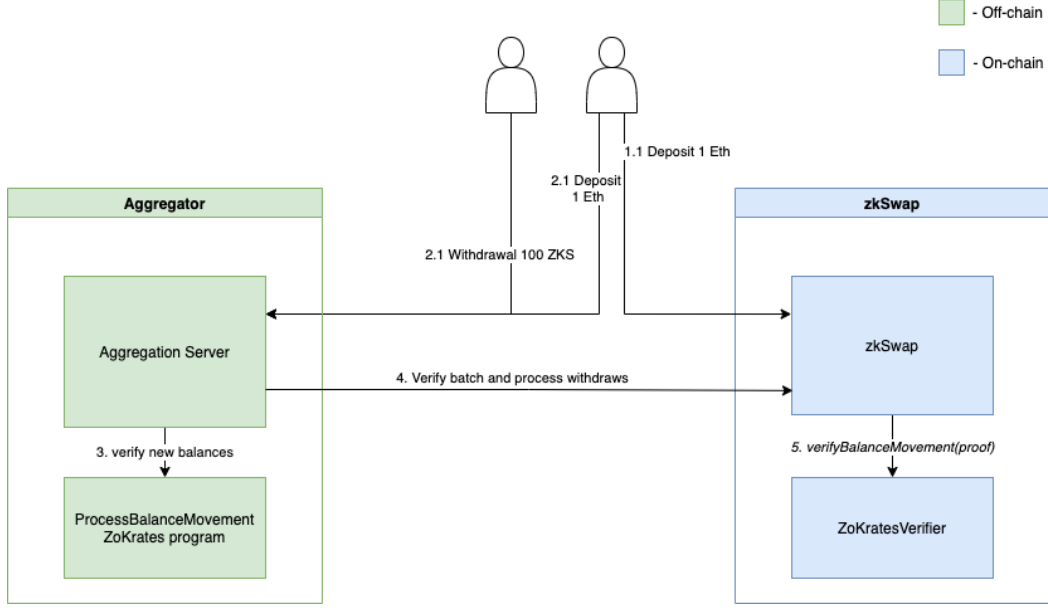 - Off-chain
- On-chain
1.1 Deposit 1 Eth
2.1 Deposit
1 Eth
2.1 Withdrawal 100 ZKS
Aggregator
zkSwap
Aggregation Server
zkSwap
4. Verify batch and process withdraws
3. verify new balances
5. verifyBalanceMovement(proof)
ProcessBalanceMovement
ZoKrates program
ZoKratesVerifier